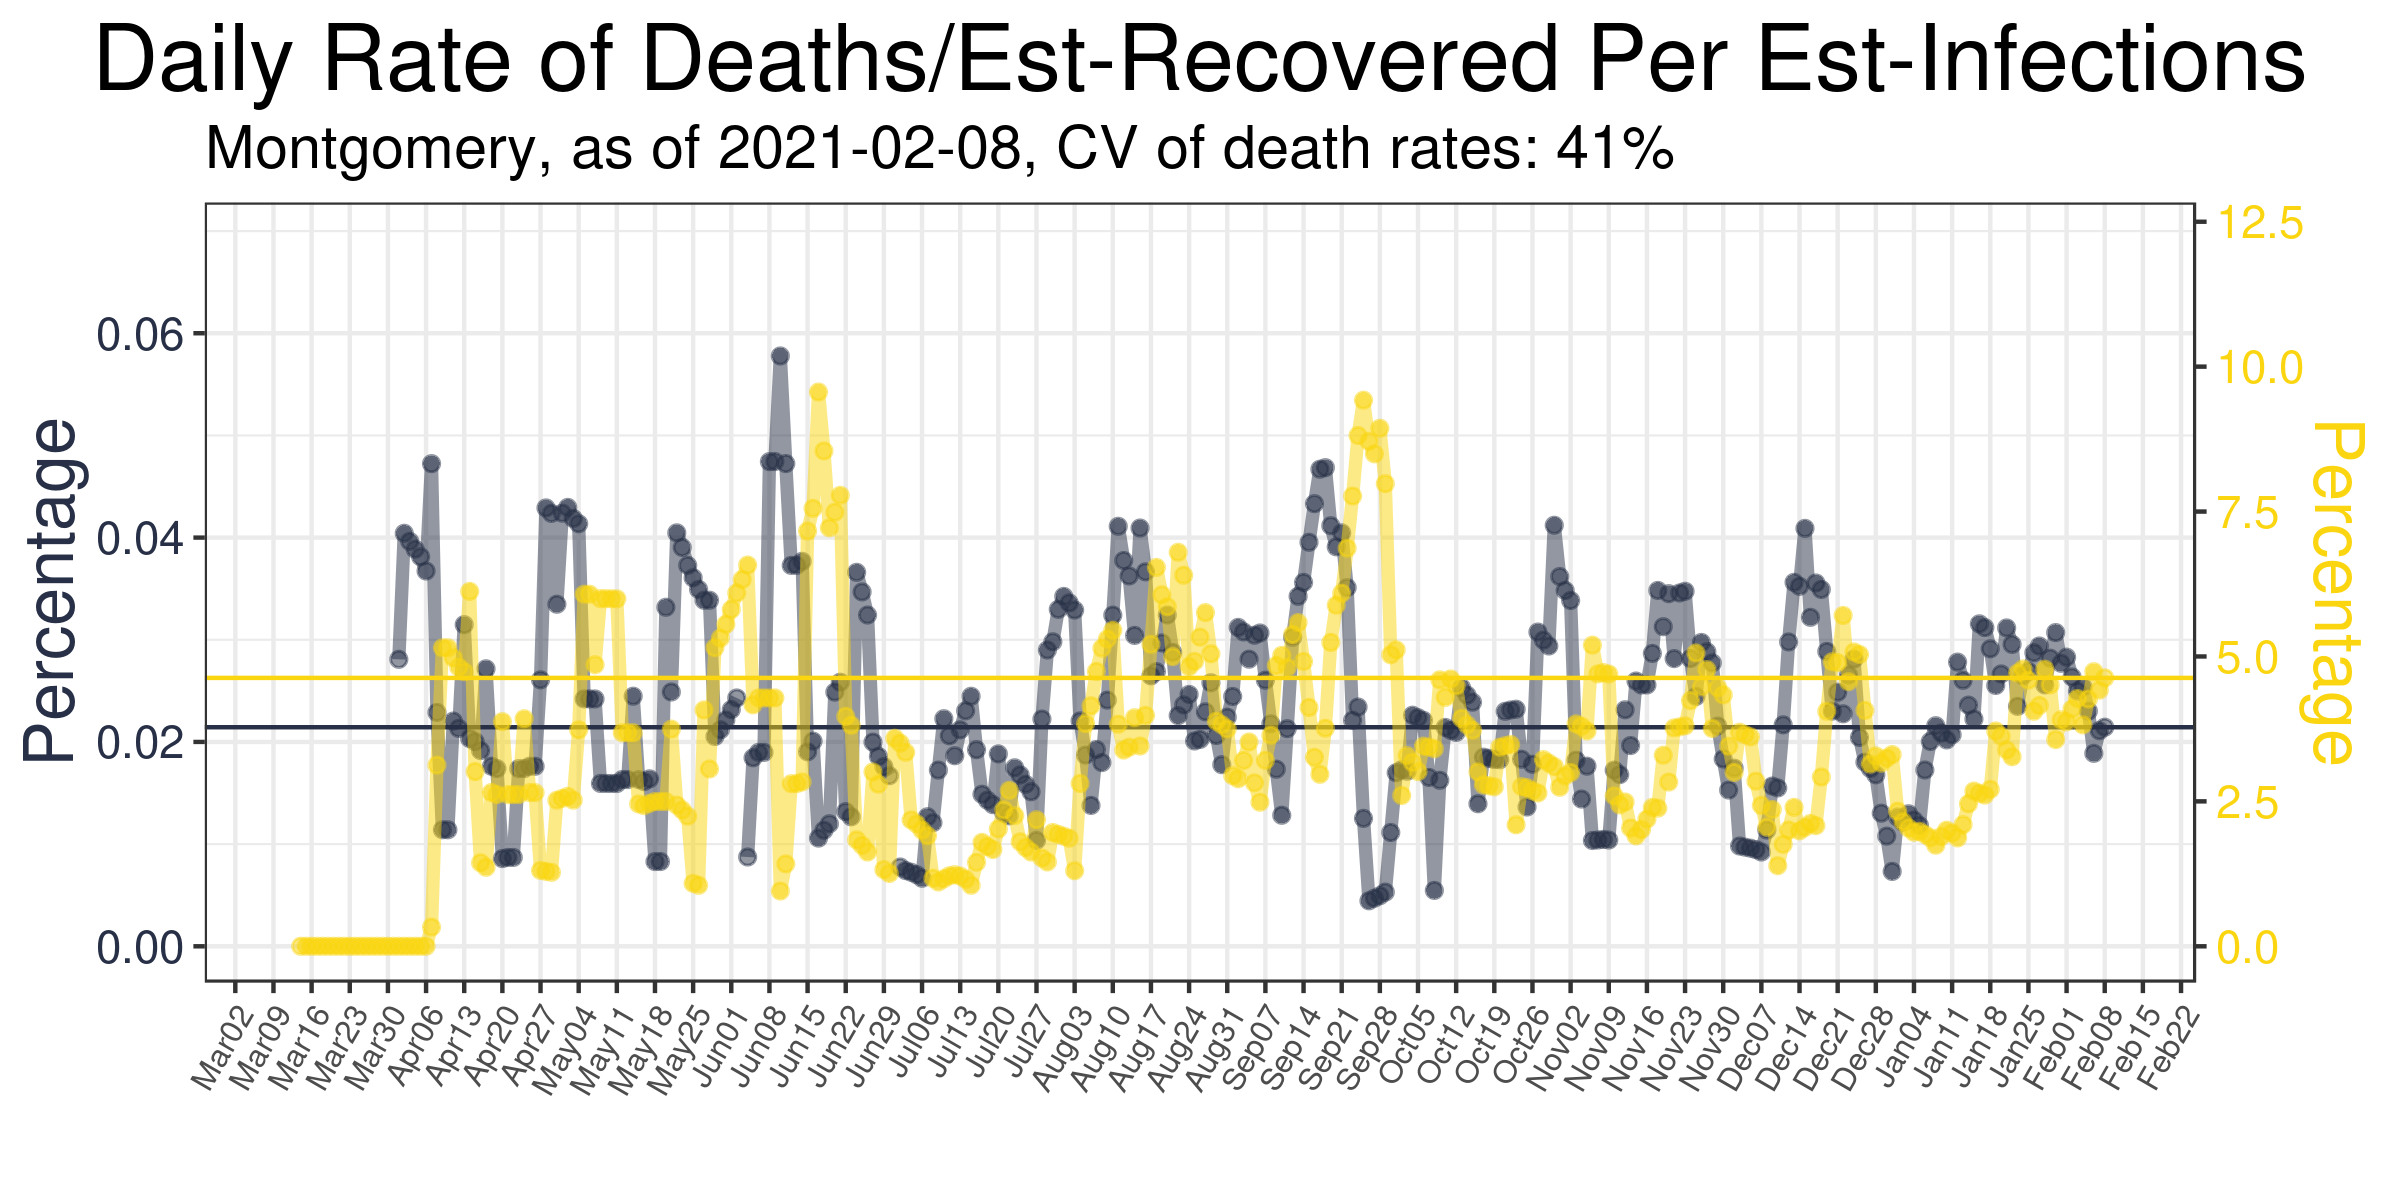 Daily Rate of Deaths/Est-Recovered Per Est-Infections
Montgomery, as of 2021-02-08, CV of death rates: 41%
Percentage
0.06
0.04
0.02
0.00
12.5
10.0
7.5
5.0
2.5
0.0
Percentage
Mar02
Mar09
Mar16
Mar23
Mar30
Apr06
Apr13
Apr20
Apr27
May04
May11
May18
May25
Jun01
Jun08
Jun15
Jun22
Jun29
Jul06
Jul13
Jul20
Jul27
Aug03
Aug10
Aug17
Aug24
Aug31
Sep07
Sep14
Sep21
Sep28
Oct05
Oct12
Oct19
Oct26
Nov02
Nov09
Nov16
Nov23
Nov30
Dec07
Dec14
Dec21
Dec28
Jan04
Jan11
Jan18
Jan25
Feb01
Feb08
Feb15
Feb22